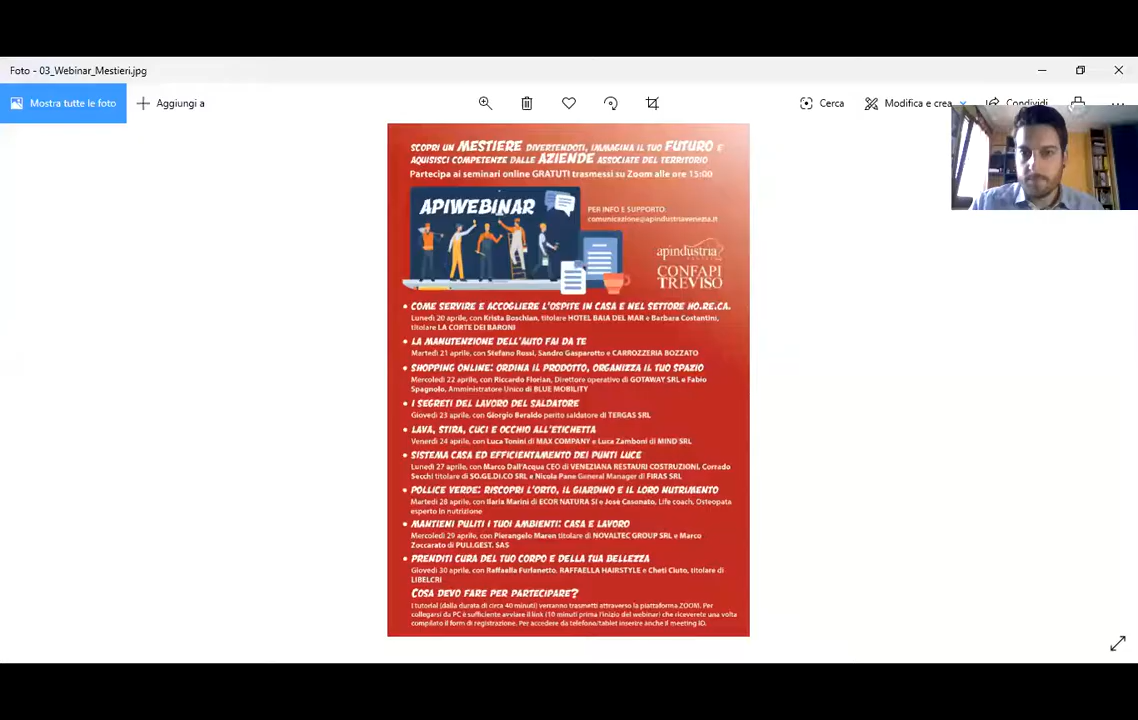 Foto - 03_Webinar_Mestieri.jpg
Mostra tutte le foto
Aggiungi a
Cerca
Modifica e crea
Condividi
SCOPRI UN MESTIERE DIVERTENDOTI, IMMAGINA IL TUO FUTURO E
AQUISISCI COMPETENZE DALLE AZIENDE ASSOCIATE DEL TERRITORIO
Partecipa ai seminari online GRATUITI trasmessi su Zoom alle ore 15:00
APIWEBINAR
PER INFO E SUPPORTO:
comunicazione@apindustriavenezia.it
apindustria
CONFAPI
TREVISO
• COME SERVIRE E ACCOGLIERE L'OSPITE IN CASA E NEL SETTORE HO.RE.CA.
Lunedì 20 aprile, con Krista Boschian, titolare HOTEL BAIA DEL MAR e Barbara Costantini,
titolare LA CORTE DEI BARONI
• LA MANUTENZIONE DELL'AUTO FAI DA TE
Martedì 21 aprile, con Stefano Rossi, Sandro Gasparotto e CARROZZERIA BOZZATO
• SHOPPING ONLINE: ORDINA IL PRODOTTO, ORGANIZZA IL TUO SPAZIO
Mercoledì 22 aprile, con Riccardo Florian, Direttore operativo di GOTAWAY SRL e Fabio
Spagnolo, Amministratore Unico di BLUE MOBILITY
• I SEGRETI DEL LAVORO DEL SALDATORE
Giovedì 23 aprile, con Giorgio Beraldo perito saldatore di TERGAS SRL
• LAVA, STIRA, CUCI E OCCHIO ALL'ETICHETTA
Venerdì 24 aprile, con Luca Tonini di MAX COMPANY e Luca Zamboni di MIND SRL
• SISTEMA CASA ED EFFICIENTAMENTO DEI PUNTI LUCE
Lunedì 27 aprile, con Marco Dall'Acqua CEO di VENEZIANA RESTAURI COSTRUZIONI, Corrado
Secchi titolare di SO.GE.DI.CO SRL e Nicola Pane General Manager di FIRAS SRL
• POLLICE VERDE: RISCOPRI L'ORTO, IL GIARDINO E IL LORO NUTRIMENTO
Martedì 28 aprile, con Ilaria Marini di ECOR NATURA SI e Josè Casonato, Life coach, Osteopata
esperto in nutrizione
• MANTIENI PULITI I TUOI AMBIENTI: CASA E LAVORO
Mercoledì 29 aprile, con Pierangelo Maren titolare di NOVALTEC GROUP SRL e Marco
Zoccarato di PULI.GEST. SAS
• PRENDITI CURA DEL TUO CORPO E DELLA TUA BELLEZZA
Giovedì 30 aprile, con Raffaella Furlanetto, RAFFAELLA HAIRSTYLE e Cheti Ciuto, titolare di
LIBELCRI
COSA DEVO FARE PER PARTECIPARE?
I tutorial (dalla durata di circa 40 minuti) verranno trasmetti attraverso la piattaforma ZOOM. Per
collegarsi da PC è sufficiente avviare il link (10 minuti prima l'inizio del webinar) che riceverete una volta
compilato il form di registrazione. Per accedere da telefono/tablet inserire anche il meeting ID.